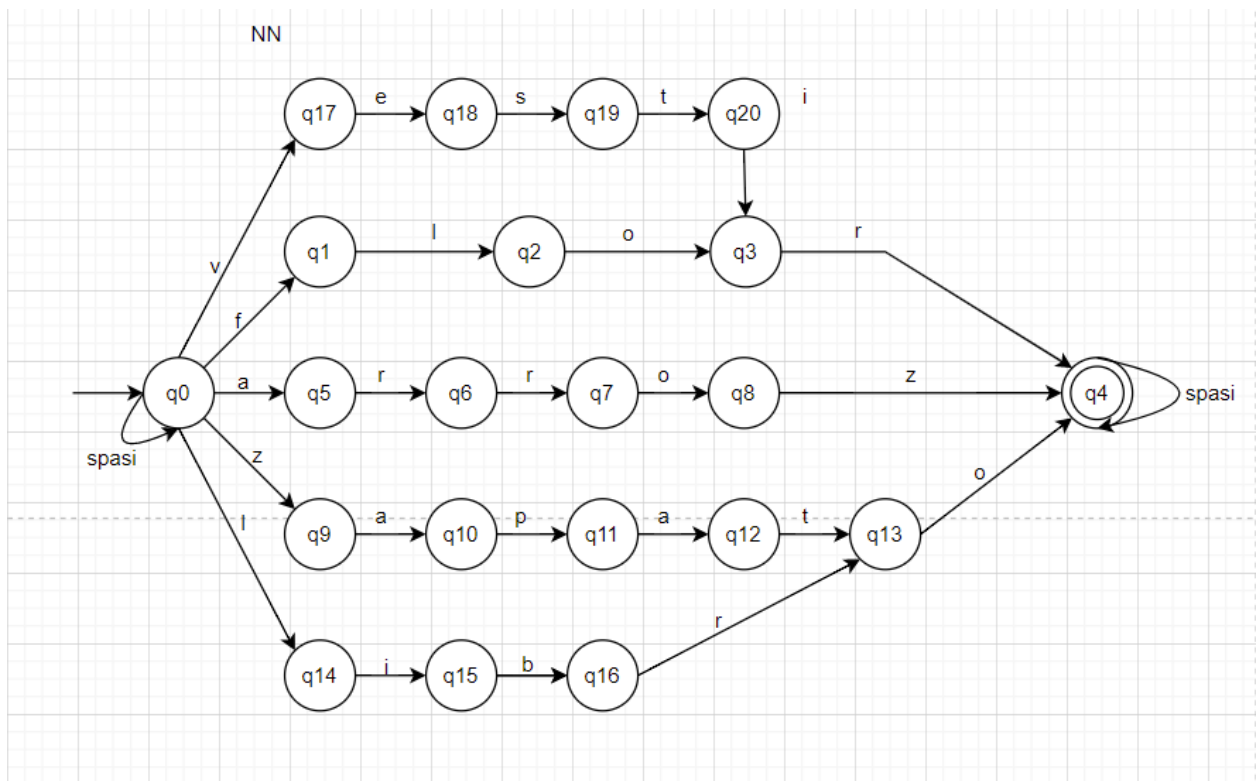 NN
q17 e q18 s q19 t q20 i
q1 l q2 o q3 r
v
f
q0 a q5 r q6 r q7 o q8 z q4 spasi
spasi
z
o
l
q9 a q10 p q11 a q12 t q13
r
q14 i q15 b q16